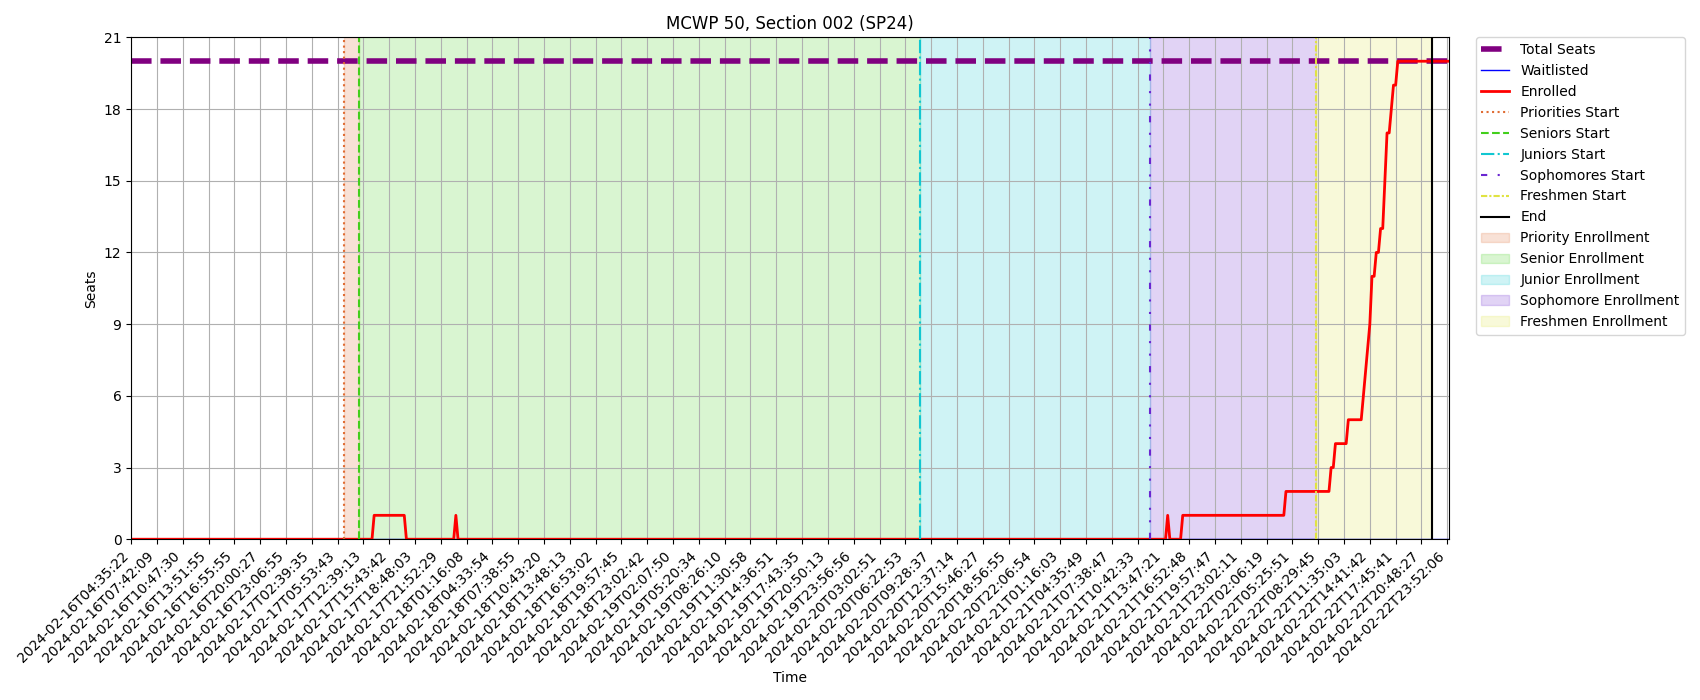 MCWP 50, Section 002 (SP24)
21
18
15
12
9
6
3
0
Seats
2024-02-16T04:35:22
2024-02-16T07:42:09
2024-02-16T10:47:30
2024-02-16T13:51:55
2024-02-16T16:55:55
2024-02-16T20:00:27
2024-02-16T23:06:55
2024-02-17T02:39:35
2024-02-17T05:53:43
2024-02-17T12:39:13
2024-02-17T15:43:42
2024-02-17T18:48:03
2024-02-17T21:52:29
2024-02-18T01:16:08
2024-02-18T04:33:54
2024-02-18T07:38:55
2024-02-18T10:43:20
2024-02-18T13:48:13
2024-02-18T16:53:02
2024-02-18T19:57:45
2024-02-18T23:02:42
2024-02-19T02:07:50
2024-02-19T05:20:34
2024-02-19T08:26:10
2024-02-19T11:30:58
2024-02-19T14:36:51
2024-02-19T17:43:35
2024-02-19T20:50:13
2024-02-19T23:56:56
2024-02-20T03:02:51
2024-02-20T06:22:53
2024-02-20T09:28:37
2024-02-20T12:37:14
2024-02-20T15:46:27
2024-02-20T18:56:55
2024-02-20T22:06:54
2024-02-21T01:16:03
2024-02-21T04:35:49
2024-02-21T07:38:47
2024-02-21T10:42:33
2024-02-21T13:47:21
2024-02-21T16:52:48
2024-02-21T19:57:47
2024-02-21T23:02:11
2024-02-22T02:06:19
2024-02-22T05:25:51
2024-02-22T08:29:45
2024-02-22T11:35:03
2024-02-22T14:41:42
2024-02-22T17:45:41
2024-02-22T20:48:27
2024-02-22T23:52:06
Time
Total Seats
Waitlisted
Enrolled
Priorities Start
Seniors Start
Juniors Start
Sophomores Start
Freshmen Start
End
Priority Enrollment
Senior Enrollment
Junior Enrollment
Sophomore Enrollment
Freshmen Enrollment